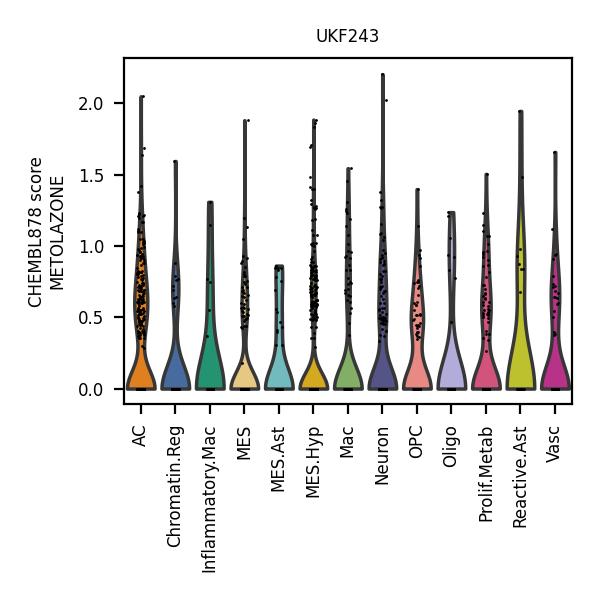 UKF243
CHEMBL878 score
METOLAZONE
2.0
1.5
1.0
0.5
0.0
AC
Chromatin.Reg
Inflammatory.Mac
MES
MES.Ast
MES.Hyp
Mac
Neuron
OPC
Oligo
Prolif.Metab
Reactive.Ast
Vasc